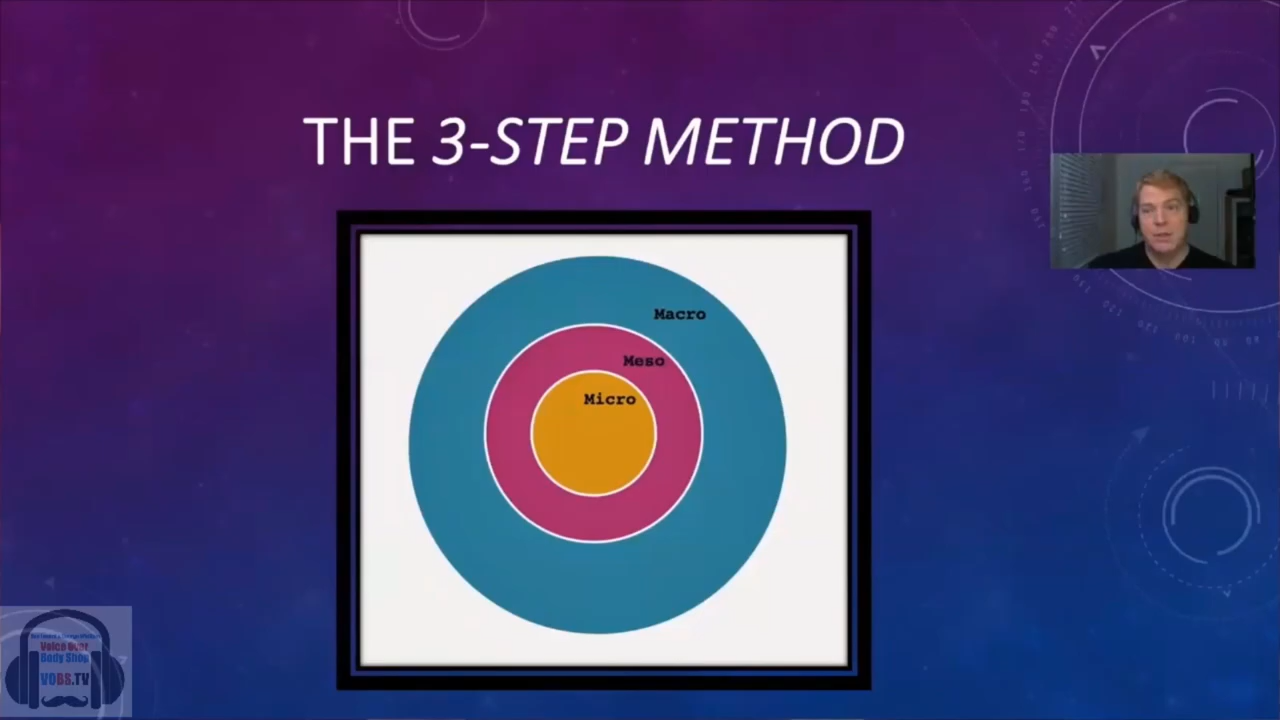 THE 3-STEP METHOD
Macro
Meso
Micro
Voice Over
Body Shop
VOBS.TV